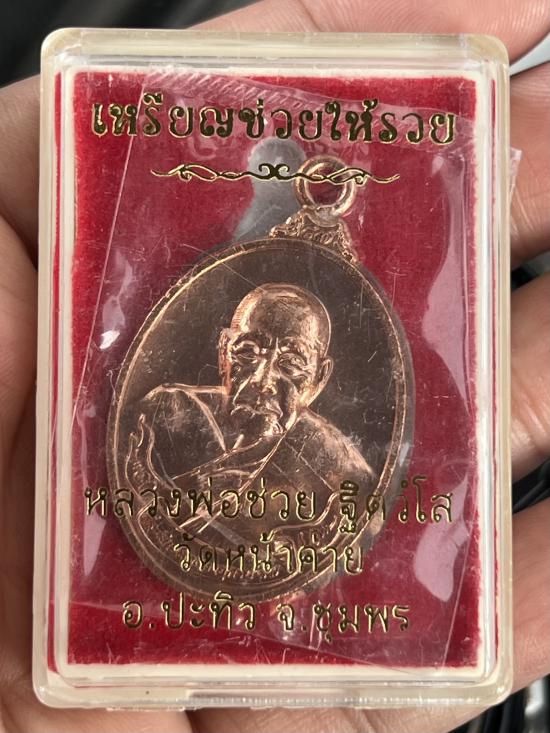 เหรียญช่วยให้รวย
หลวงพ่อช่วย ฐิตวํโส
วัดหน้าค่าย
อ.ปะทิว จ.ชุมพร